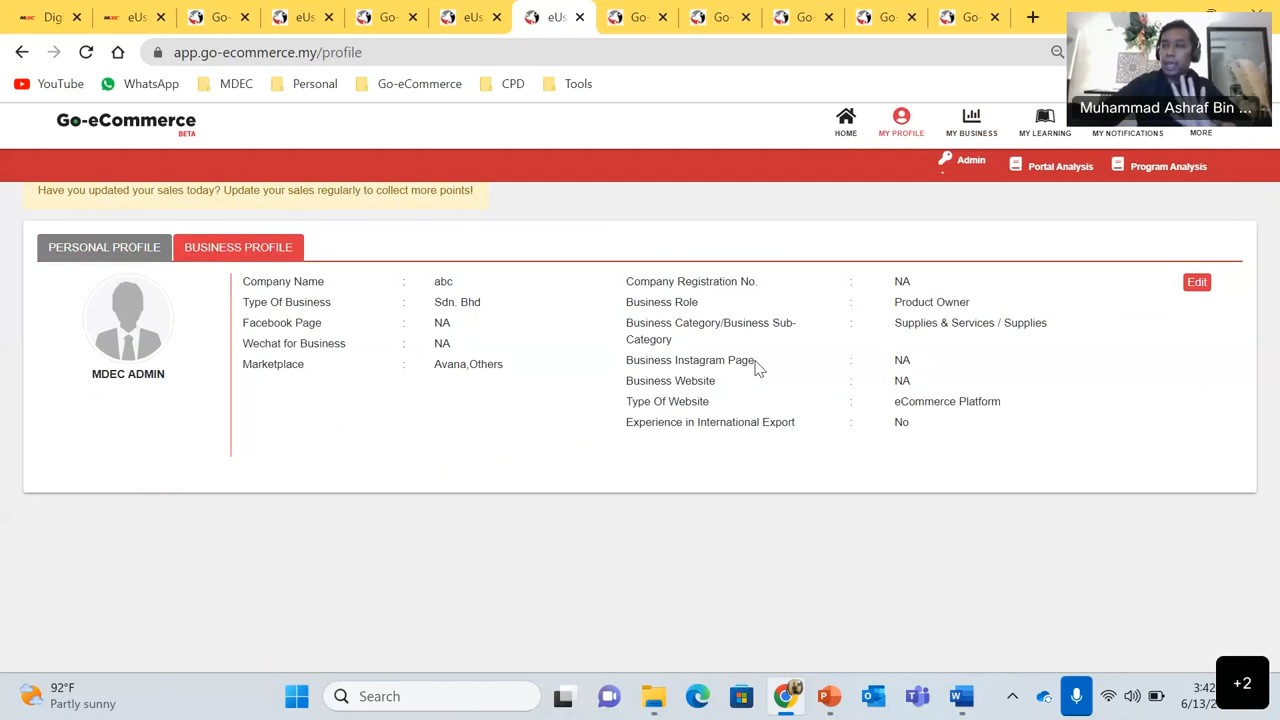 Dig
eUs
Go-
eUs
Go-
eUs
eUs
Go-
Go-
Go-
Go-
Go-
app.go-ecommerce.my/profile
YouTube WhatsApp MDEC Personal Go-eCommerce CPD Tools
Muhammad Ashraf Bin ...
Go-eCommerce
BETA
HOME MY PROFILE MY BUSINESS MY LEARNING MY NOTIFICATIONS MORE
Admin Portal Analysis Program Analysis
Have you updated your sales today? Update your sales regularly to collect more points!
PERSONAL PROFILE BUSINESS PROFILE
Company Name : abc
Type Of Business : Sdn. Bhd
Facebook Page : NA
Wechat for Business : NA
Marketplace : Avana,Others
MDEC ADMIN
Company Registration No. : NA
Edit
Business Role : Product Owner
Business Category/Business Sub- : Supplies & Services / Supplies
Category
Business Instagram Page : NA
Business Website : NA
Type Of Website : eCommerce Platform
Experience in International Export : No
92°F
Partly sunny
Search
3:42
6/13/2
+2